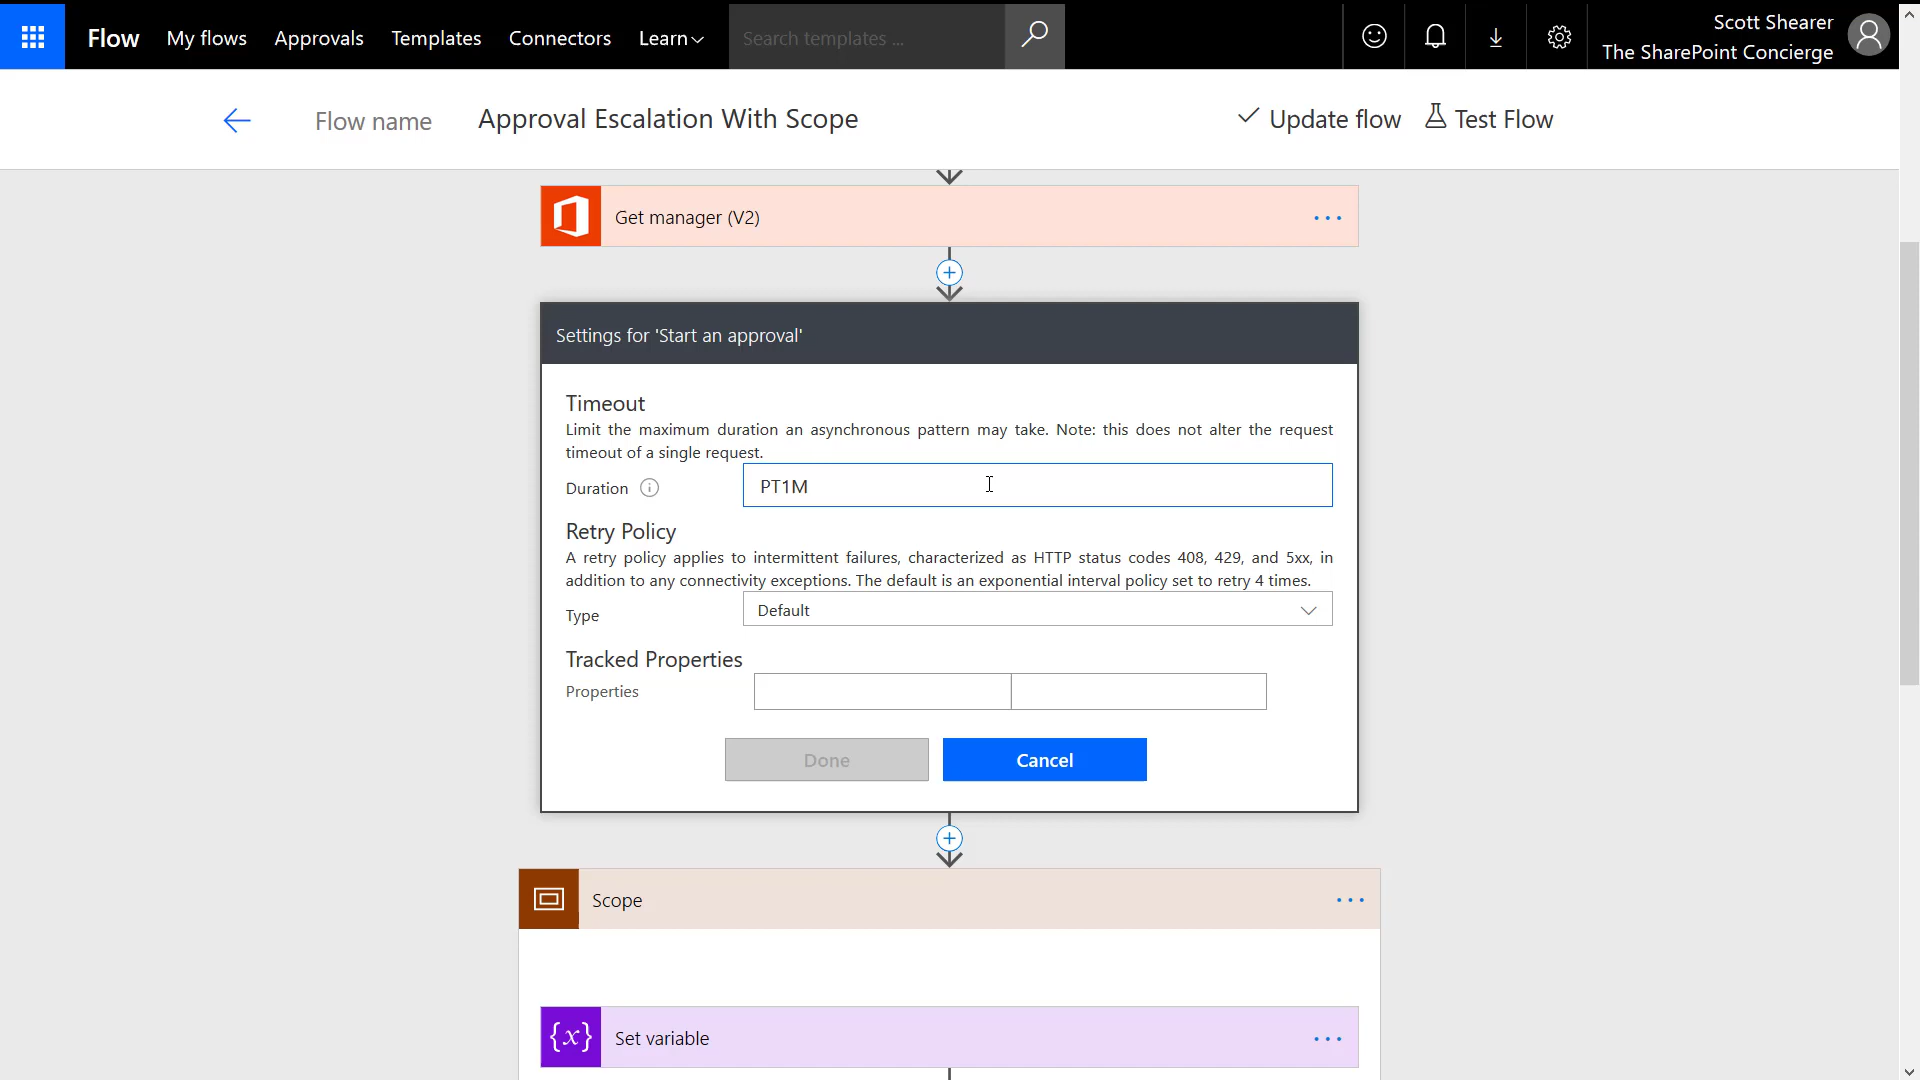 Flow
My flows
Approvals
Templates
Connectors
Learn
Search templates ...
Scott Shearer
The SharePoint Concierge
Flow name
Approval Escalation With Scope
Update flow
Test Flow
Get manager (V2)
Settings for 'Start an approval'
Timeout
Limit the maximum duration an asynchronous pattern may take. Note: this does not alter the request
timeout of a single request.
Duration
PT1M
Retry Policy
A retry policy applies to intermittent failures, characterized as HTTP status codes 408, 429, and 5xx, in
addition to any connectivity exceptions. The default is an exponential interval policy set to retry 4 times.
Type
Default
Tracked Properties
Properties
Done
Cancel
Scope
{x}
Set variable